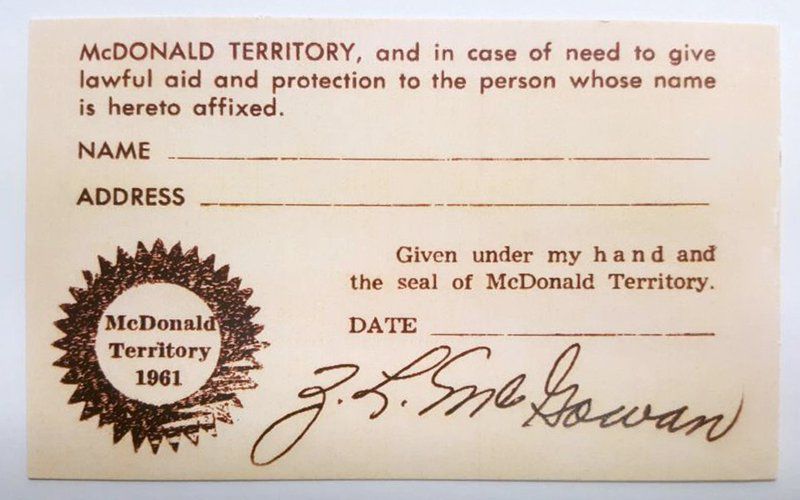 McDONALD TERRITORY, and in case of need to give
lawful aid and protection to the person whose name
is hereto affixed.
NAME
ADDRESS
Given under my hand and
the seal of McDonald Territory.
McDonald
Territory
1961
DATE
Z. L. McGowan